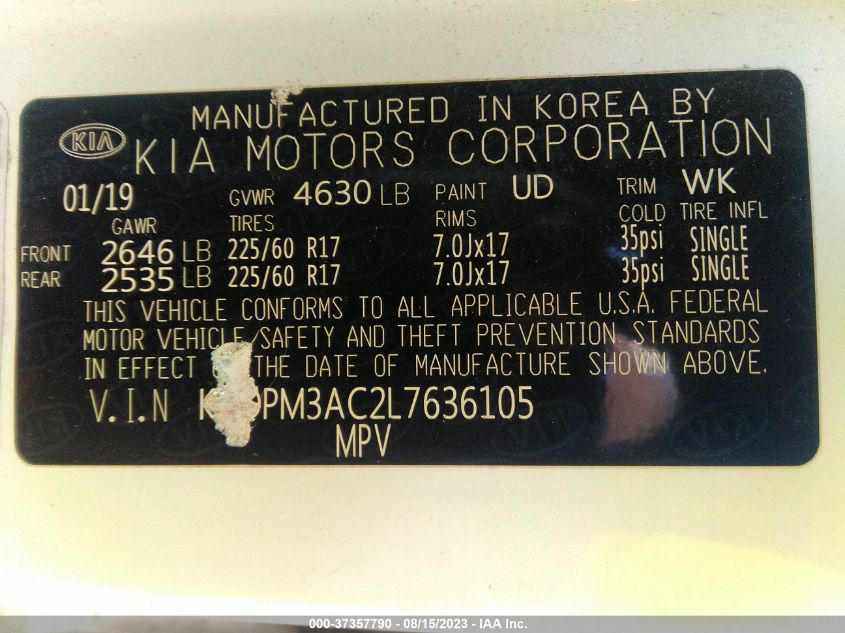 MANUFACTURED IN KOREA BY
KIA KIA MOTORS CORPORATION
01/19 GVWR 4630 LB PAINT UD TRIM WK
GAWR TIRES RIMS COLD TIRE INFL
FRONT 2646 LB 225/60 R17 7.0Jx17 35psi SINGLE
REAR 2535 LB 225/60 R17 7.0Jx17 35psi SINGLE
THIS VEHICLE CONFORMS TO ALL APPLICABLE U.S.A. FEDERAL
MOTOR VEHICLE SAFETY AND THEFT PREVENTION STANDARDS
IN EFFECT THE DATE OF MANUFACTURE SHOWN ABOVE.
V.I.N K PM3AC2L7636105
MPV
000-37357790 - 08/15/2023 - IAA Inc.